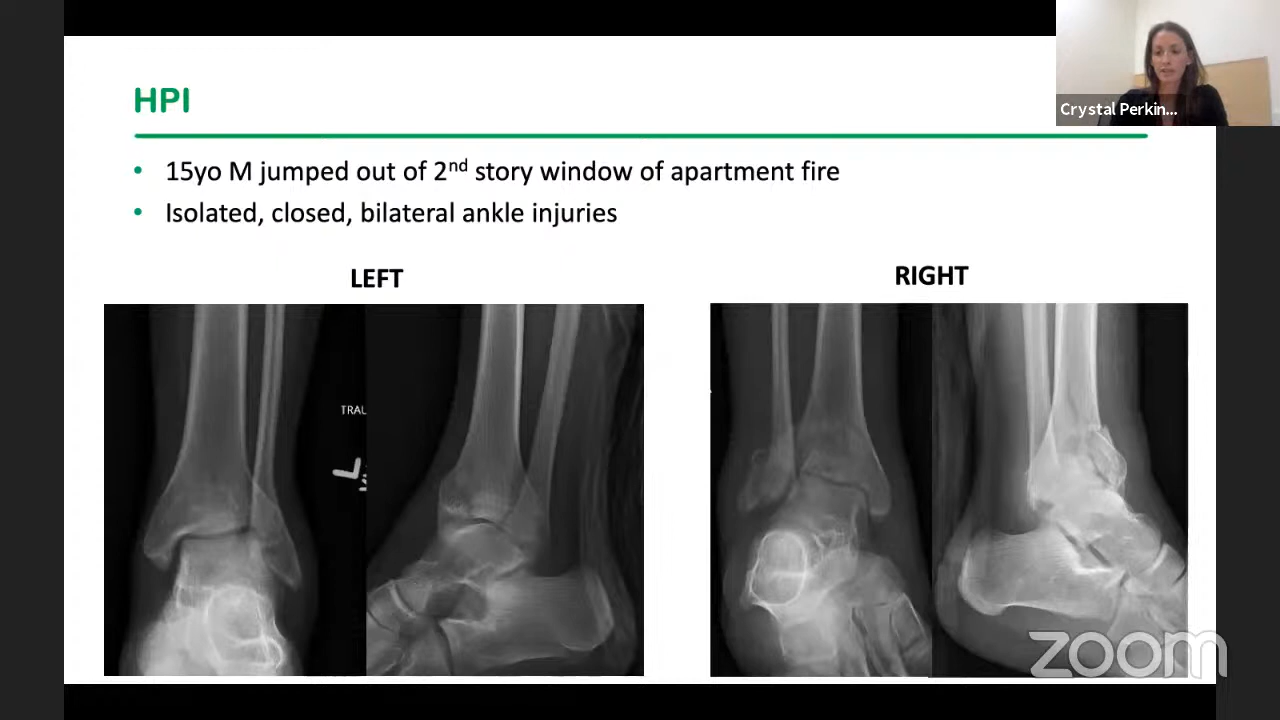 HPI
Crystal Perkin...
• 15yo M jumped out of 2nd story window of apartment fire
• Isolated, closed, bilateral ankle injuries
LEFT
RIGHT
TRAU
L
zoom